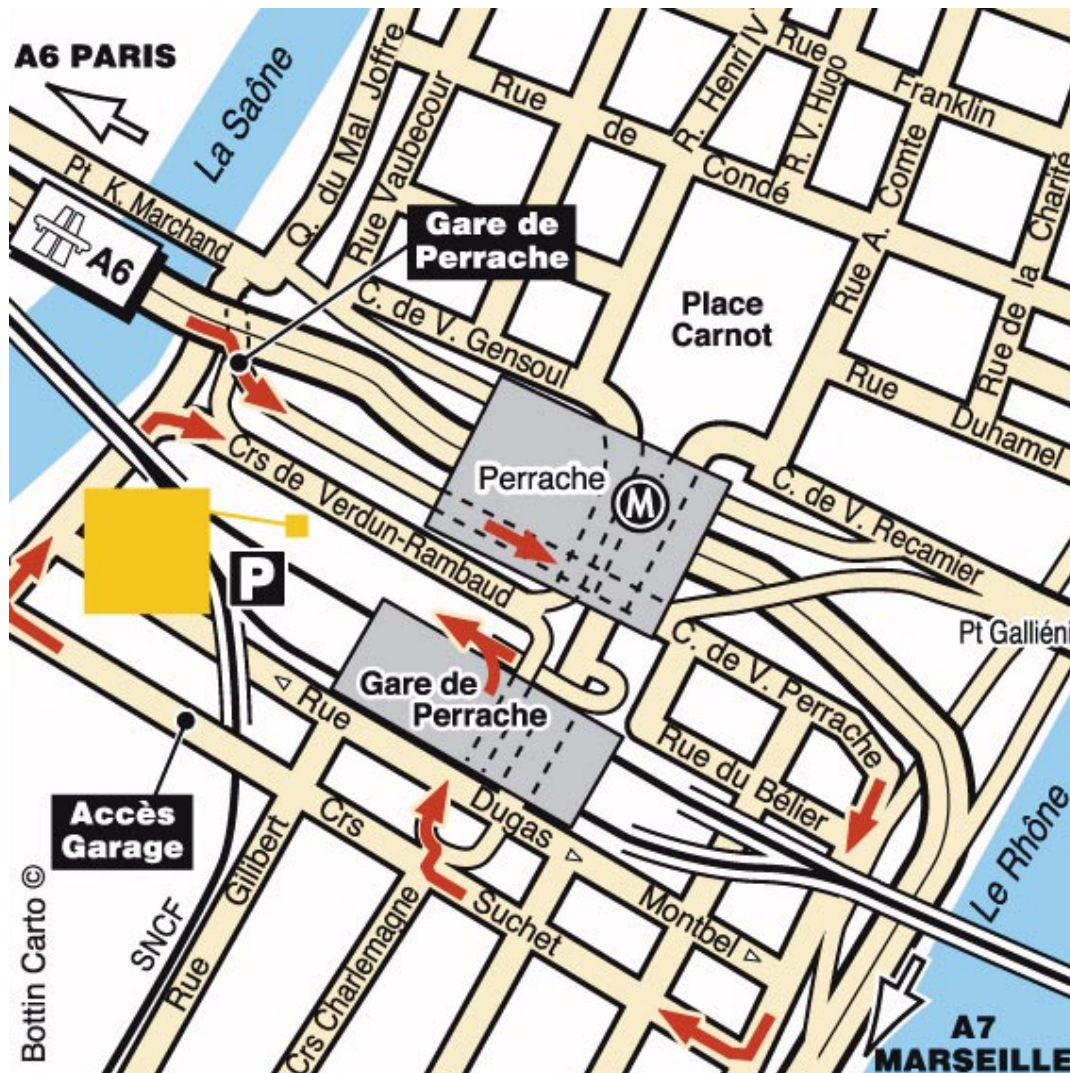 A6 PARIS
La Saône
Pt K. Marchand
A6
Q. du Mal Joffre
Rue Vaubecour
Rue de Condé
R. Henri IV
R. V. Hugo
Rue Franklin
Rue A. Comte
Rue de la Charité
Gare de
Perrache
C. de V. Gensoul
Place
Carnot
Rue Duhamel
Perrache
M
C. de V. Recamier
Crs de Verdun-Rambaud
P
Pt Galliéni
C. de V. Perrache
Gare de
Perrache
Rue du Bélier
Rue Dugas Montbel
Accès
Garage
Crs Suchet
Rue Gilibert
Crs Charlemagne
SNCF
Le Rhône
A7
MARSEILLE
Bottin Carto ©